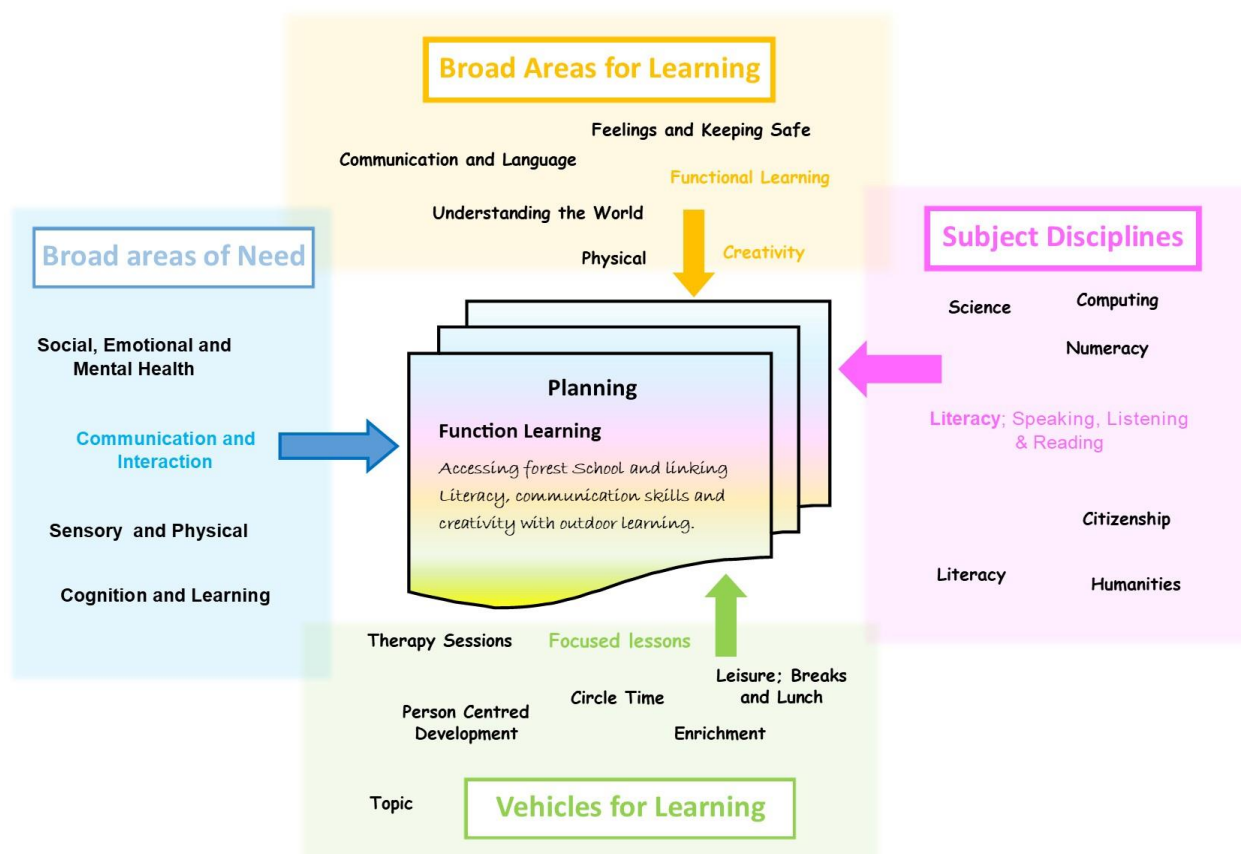 Broad Areas for Learning
Feelings and Keeping Safe
Communication and Language
Functional Learning
Understanding the World
Physical
Creativity
Broad areas of Need
Social, Emotional and
Mental Health
Communication and
Interaction
Sensory and Physical
Cognition and Learning
Planning
Function Learning
Accessing forest School and linking
Literacy, communication skills and
creativity with outdoor learning.
Subject Disciplines
Science
Computing
Numeracy
Literacy; Speaking, Listening
& Reading
Citizenship
Literacy
Humanities
Therapy Sessions
Focused lessons
Leisure; Breaks
and Lunch
Circle Time
Person Centred
Development
Enrichment
Topic
Vehicles for Learning